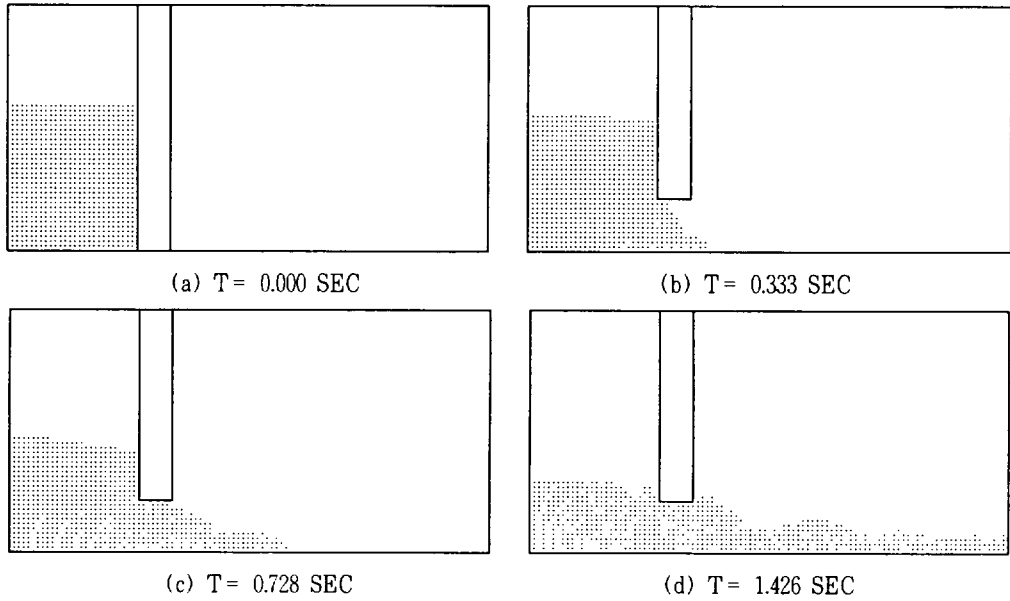 (a) T= 0.000 SEC
(b) T= 0.333 SEC
(c) T= 0.728 SEC
(d) T= 1.426 SEC